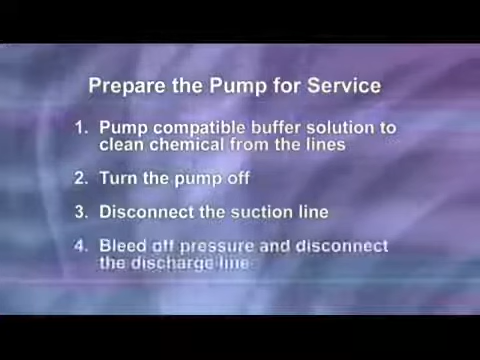 Prepare the Pump for Service
1. Pump compatible buffer solution to
clean chemical from the lines
2. Turn the pump off
3. Disconnect the suction line
4. Bleed off pressure and disconnect
the discharge line